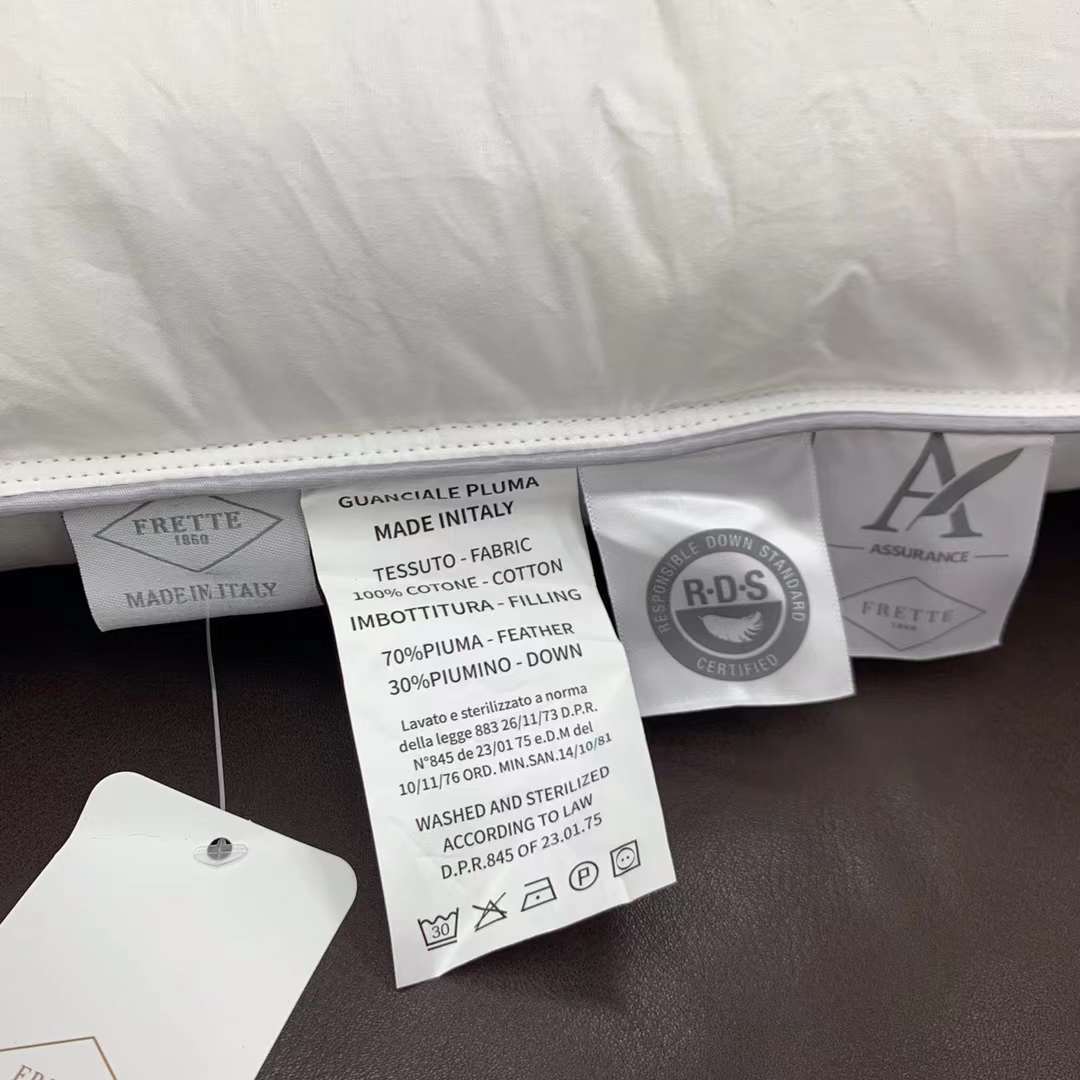 FRETTE
1860
MADE IN ITALY
GUANCIALE PLUMA
MADE INITALY
TESSUTO - FABRIC
100% COTONE - COTTON
IMBOTTITURA - FILLING
70%PIUMA - FEATHER
30%PIUMINO - DOWN
Lavato e sterilizzato a norma
della legge 883 26/11/73 D.P.R.
N°845 de 23/01 75 e.D.M del
10/11/76 ORD. MIN.SAN.14/10/81
WASHED AND STERILIZED
ACCORDING TO LAW
D.P.R.845 OF 23.01.75
30
P
RESPONSIBLE DOWN STANDARD
R·D·S
CERTIFIED
A
ASSURANCE
FRETTE
1860